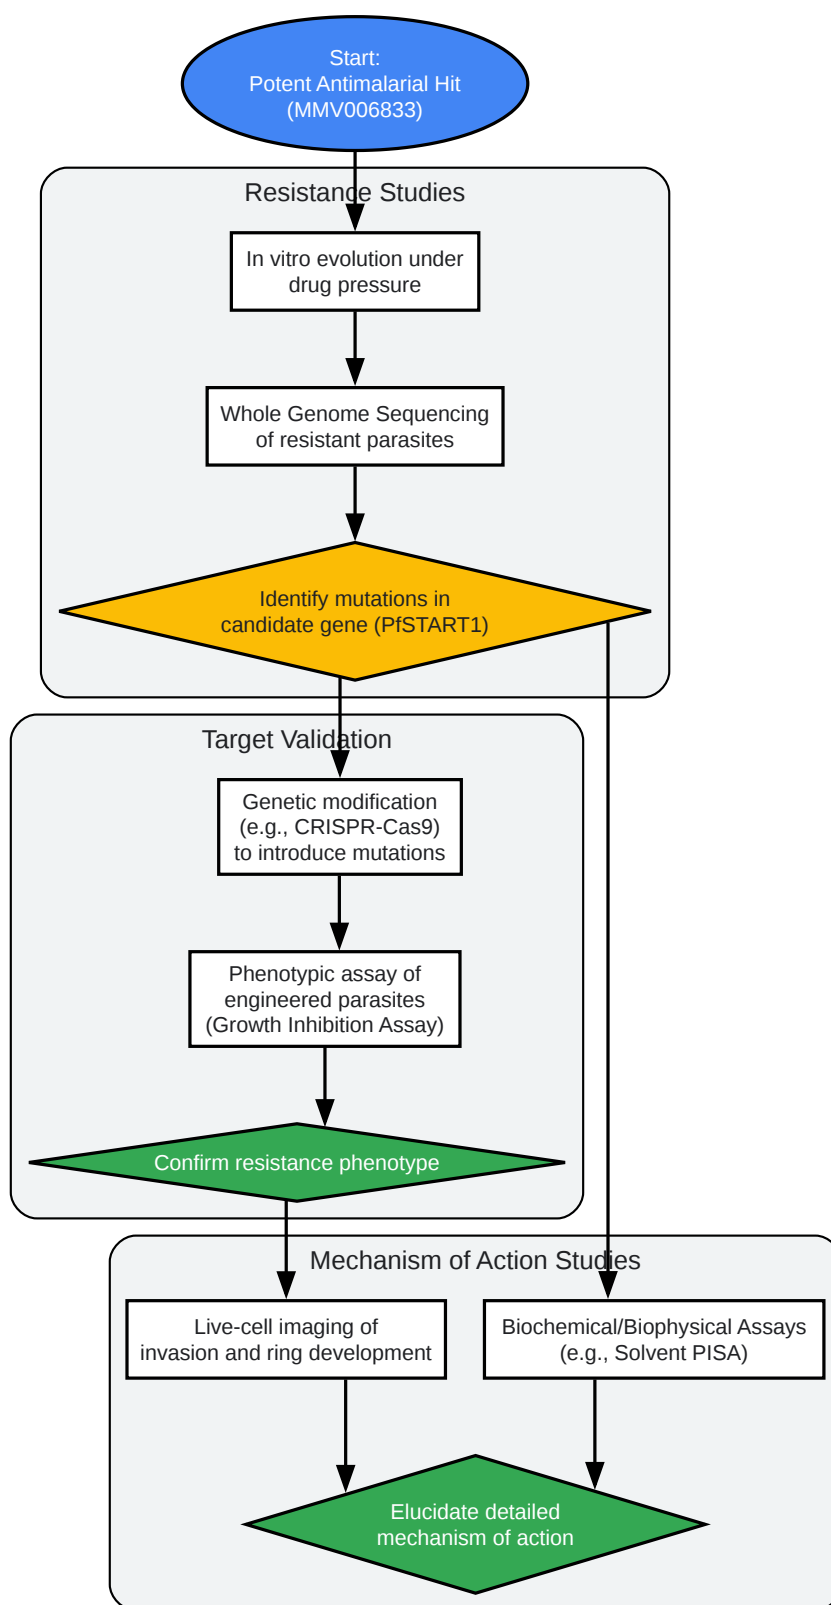 Start:
Potent Antimalarial Hit
(MMV006833)
Resistance Studies
In vitro evolution under
drug pressure
Whole Genome Sequencing
of resistant parasites
Identify mutations in
candidate gene (PfSTART1)
Target Validation
Genetic modification
(e.g., CRISPR-Cas9)
to introduce mutations
Phenotypic assay of
engineered parasites
(Growth Inhibition Assay)
Confirm resistance phenotype
Mechanism of Action Studies
Live-cell imaging of
invasion and ring development
Biochemical/Biophysical Assays
(e.g., Solvent PISA)
Elucidate detailed
mechanism of action